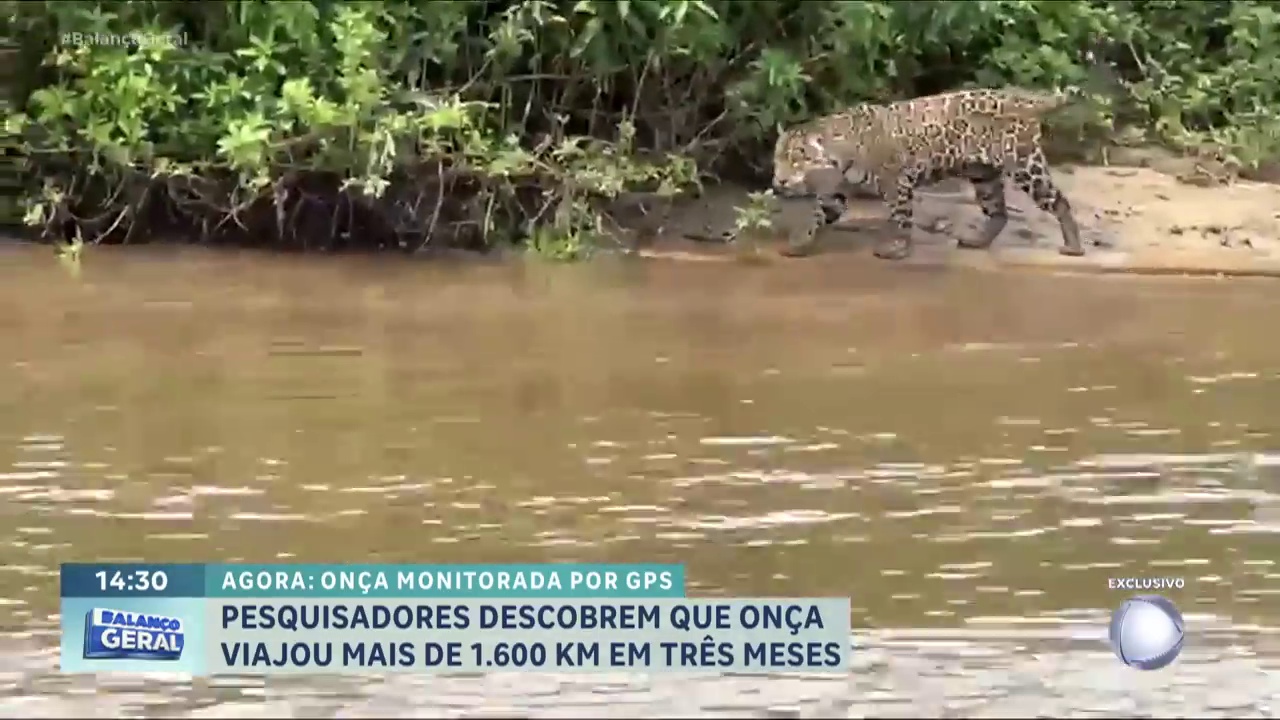 #BalançoGeral
14:30
AGORA: ONÇA MONITORADA POR GPS
BALANÇO
GERAL
PESQUISADORES DESCOBREM QUE ONÇA
VIAJOU MAIS DE 1.600 KM EM TRÊS MESES
EXCLUSIVO